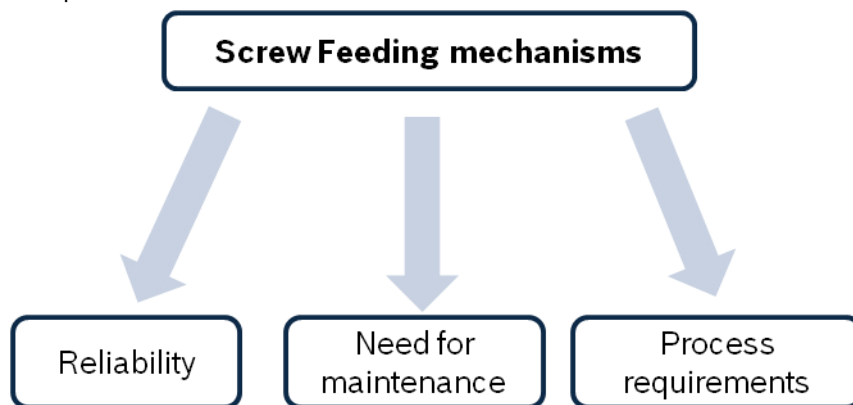 Screw Feeding mechanisms
Reliability
Need for
maintenance
Process
requirements